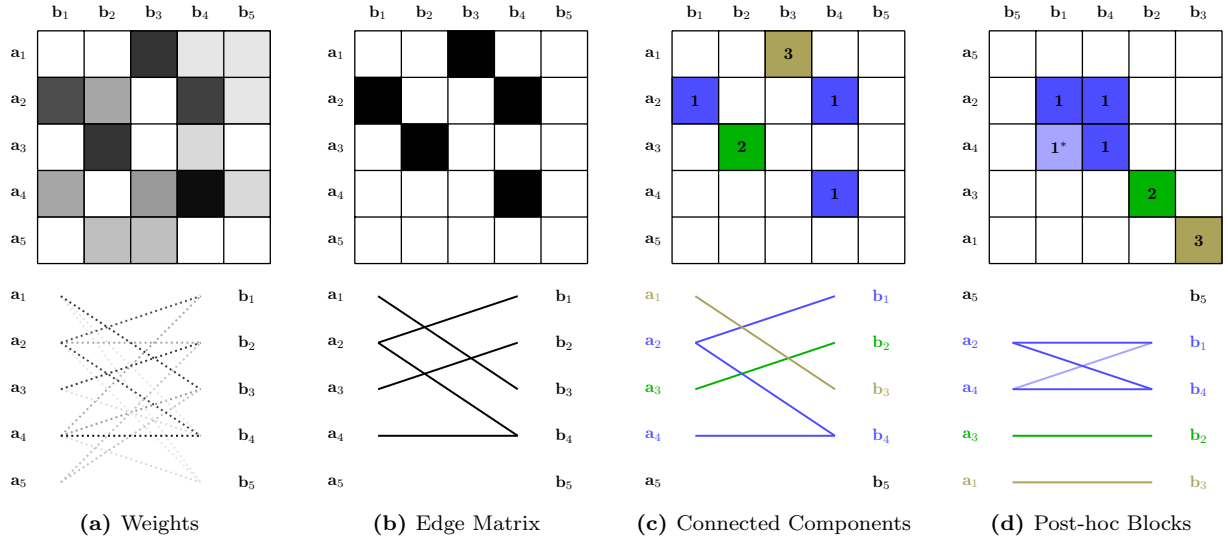 b₁ b₂ b₃ b₄ b₅
a₁
a₂
a₃
a₄
a₅
a₁ b₁
a₂ b₂
a₃ b₃
a₄ b₄
a₅ b₅
(a) Weights
b₁ b₂ b₃ b₄ b₅
a₁
a₂
a₃
a₄
a₅
a₁ b₁
a₂ b₂
a₃ b₃
a₄ b₄
a₅ b₅
(b) Edge Matrix
b₁ b₂ b₃ b₄ b₅
a₁ 3
a₂ 1 1
a₃ 2
a₄ 1
a₅
a₁ b₁
a₂ b₂
a₃ b₃
a₄ b₄
a₅ b₅
(c) Connected Components
b₅ b₁ b₄ b₂ b₃
a₅
a₂ 1 1
a₄ 1* 1
a₃ 2
a₁ 3
a₅ b₅
a₂ b₁
a₄ b₄
a₃ b₂
a₁ b₃
(d) Post-hoc Blocks